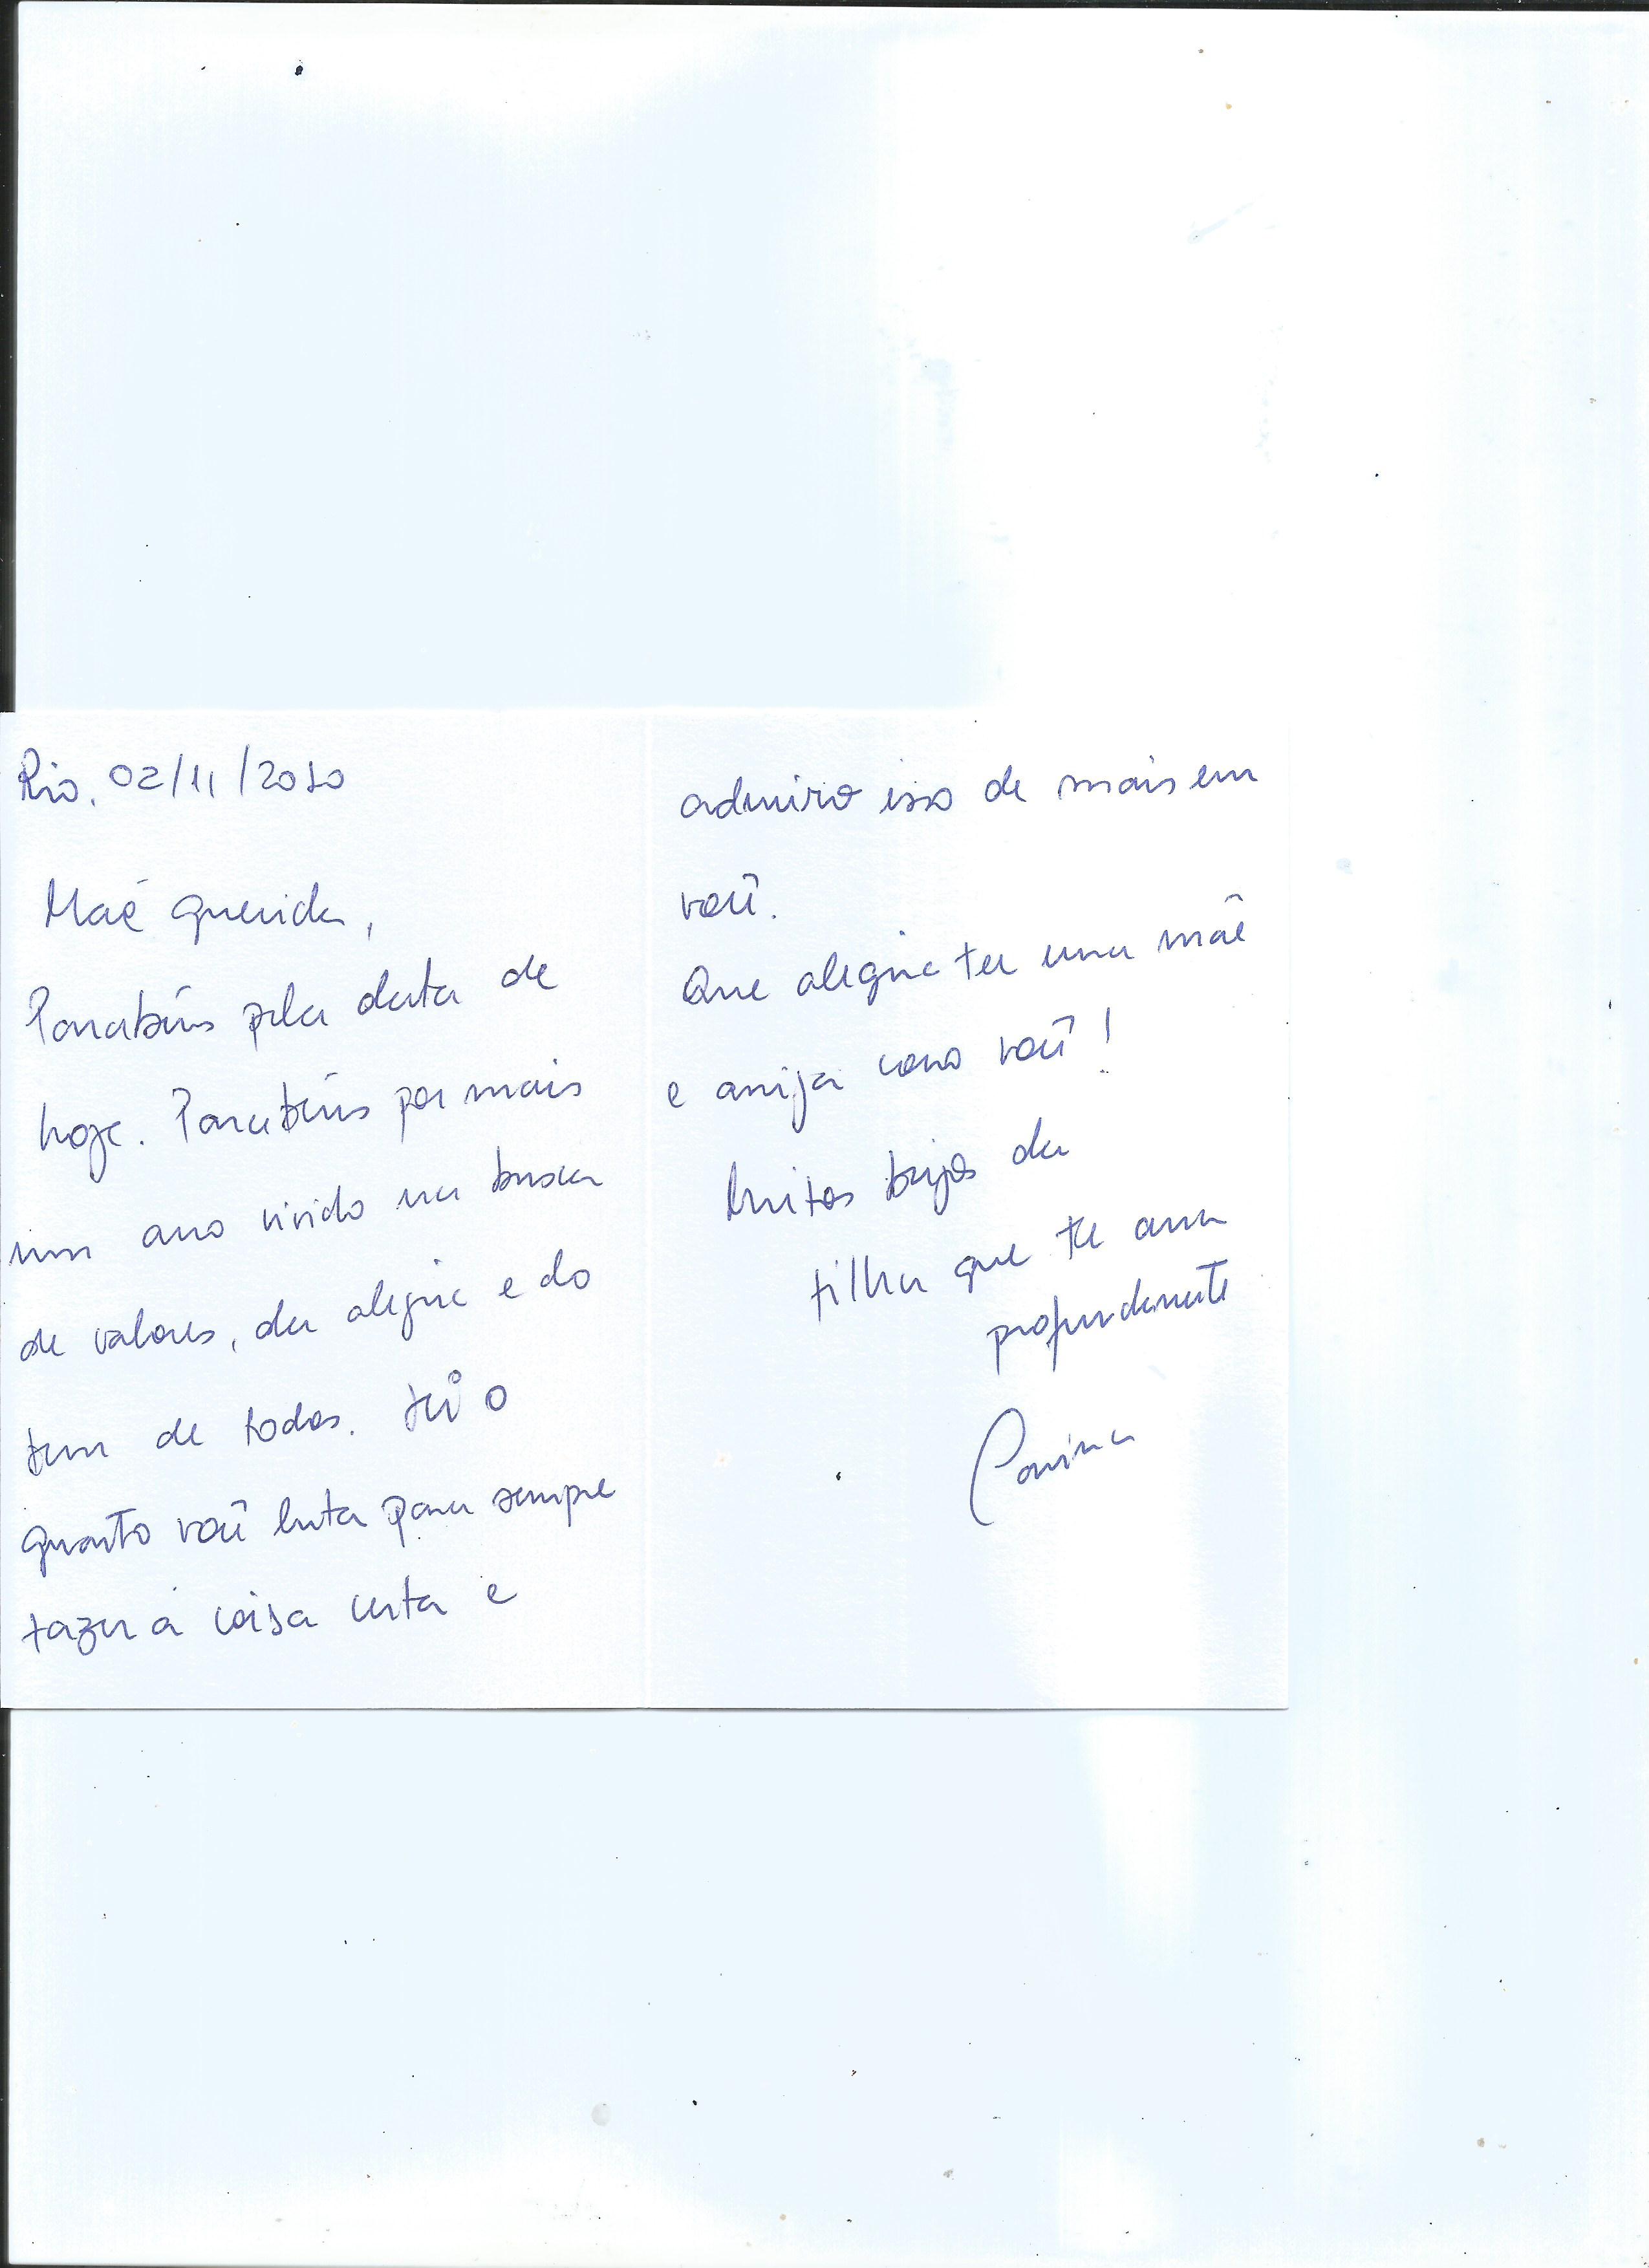 Rio, 02/11/2010
Mãe querida,
Parabéns pela data de
hoje. Parabéns por mais
um ano vivido na busca
de valores, da alegria e do
bem de todos. Sei o
quanto você luta para sempre
fazer a coisa certa e
admiro isso de mais em
você.
Que alegria ter uma mãe
e amiga como você!
Muitos beijos da
filha que te ama
profundamente